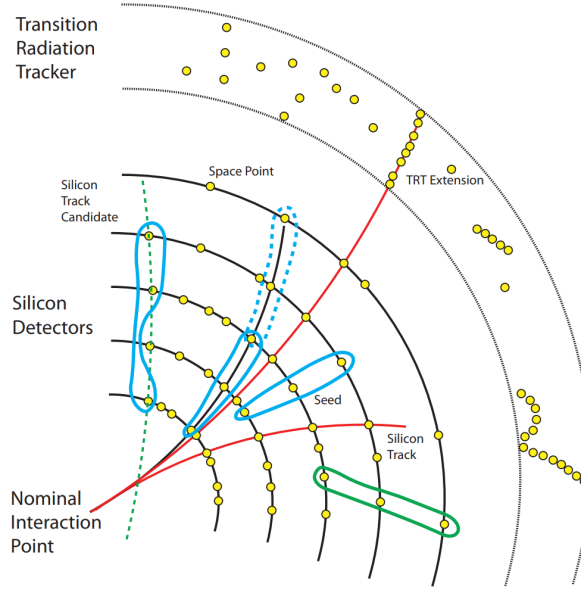 Transition
Radiation
Tracker
Space Point
TRT Extension
Silicon
Track
Candidate
Silicon
Detectors
Seed
Silicon
Track
Nominal
Interaction
Point